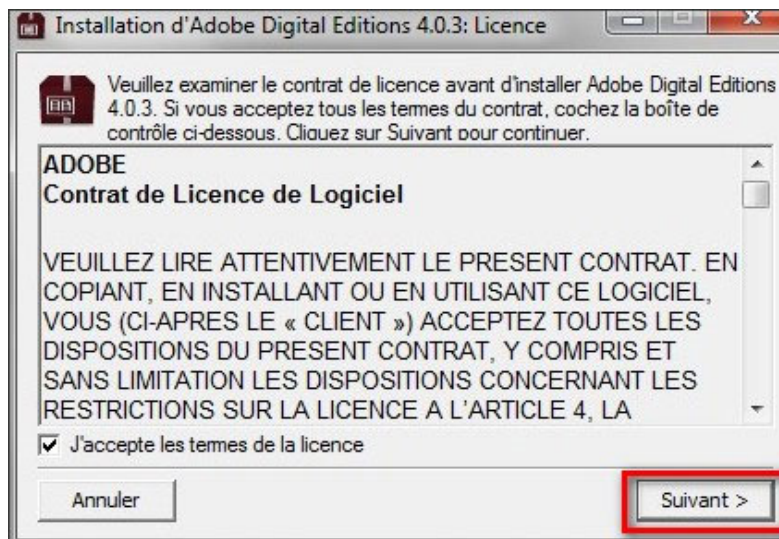 Installation d'Adobe Digital Editions 4.0.3: Licence
Veuillez examiner le contrat de licence avant d'installer Adobe Digital Editions
4.0.3. Si vous acceptez tous les termes du contrat, cochez la boîte de
contrôle ci-dessous. Cliquez sur Suivant pour continuer.
ADOBE
Contrat de Licence de Logiciel
VEUILLEZ LIRE ATTENTIVEMENT LE PRESENT CONTRAT. EN
COPIANT, EN INSTALLANT OU EN UTILISANT CE LOGICIEL,
VOUS (CI-APRES LE « CLIENT ») ACCEPTEZ TOUTES LES
DISPOSITIONS DU PRESENT CONTRAT, Y COMPRIS ET
SANS LIMITATION LES DISPOSITIONS CONCERNANT LES
RESTRICTIONS SUR LA LICENCE A L'ARTICLE 4, LA
J'accepte les termes de la licence
Annuler
Suivant >